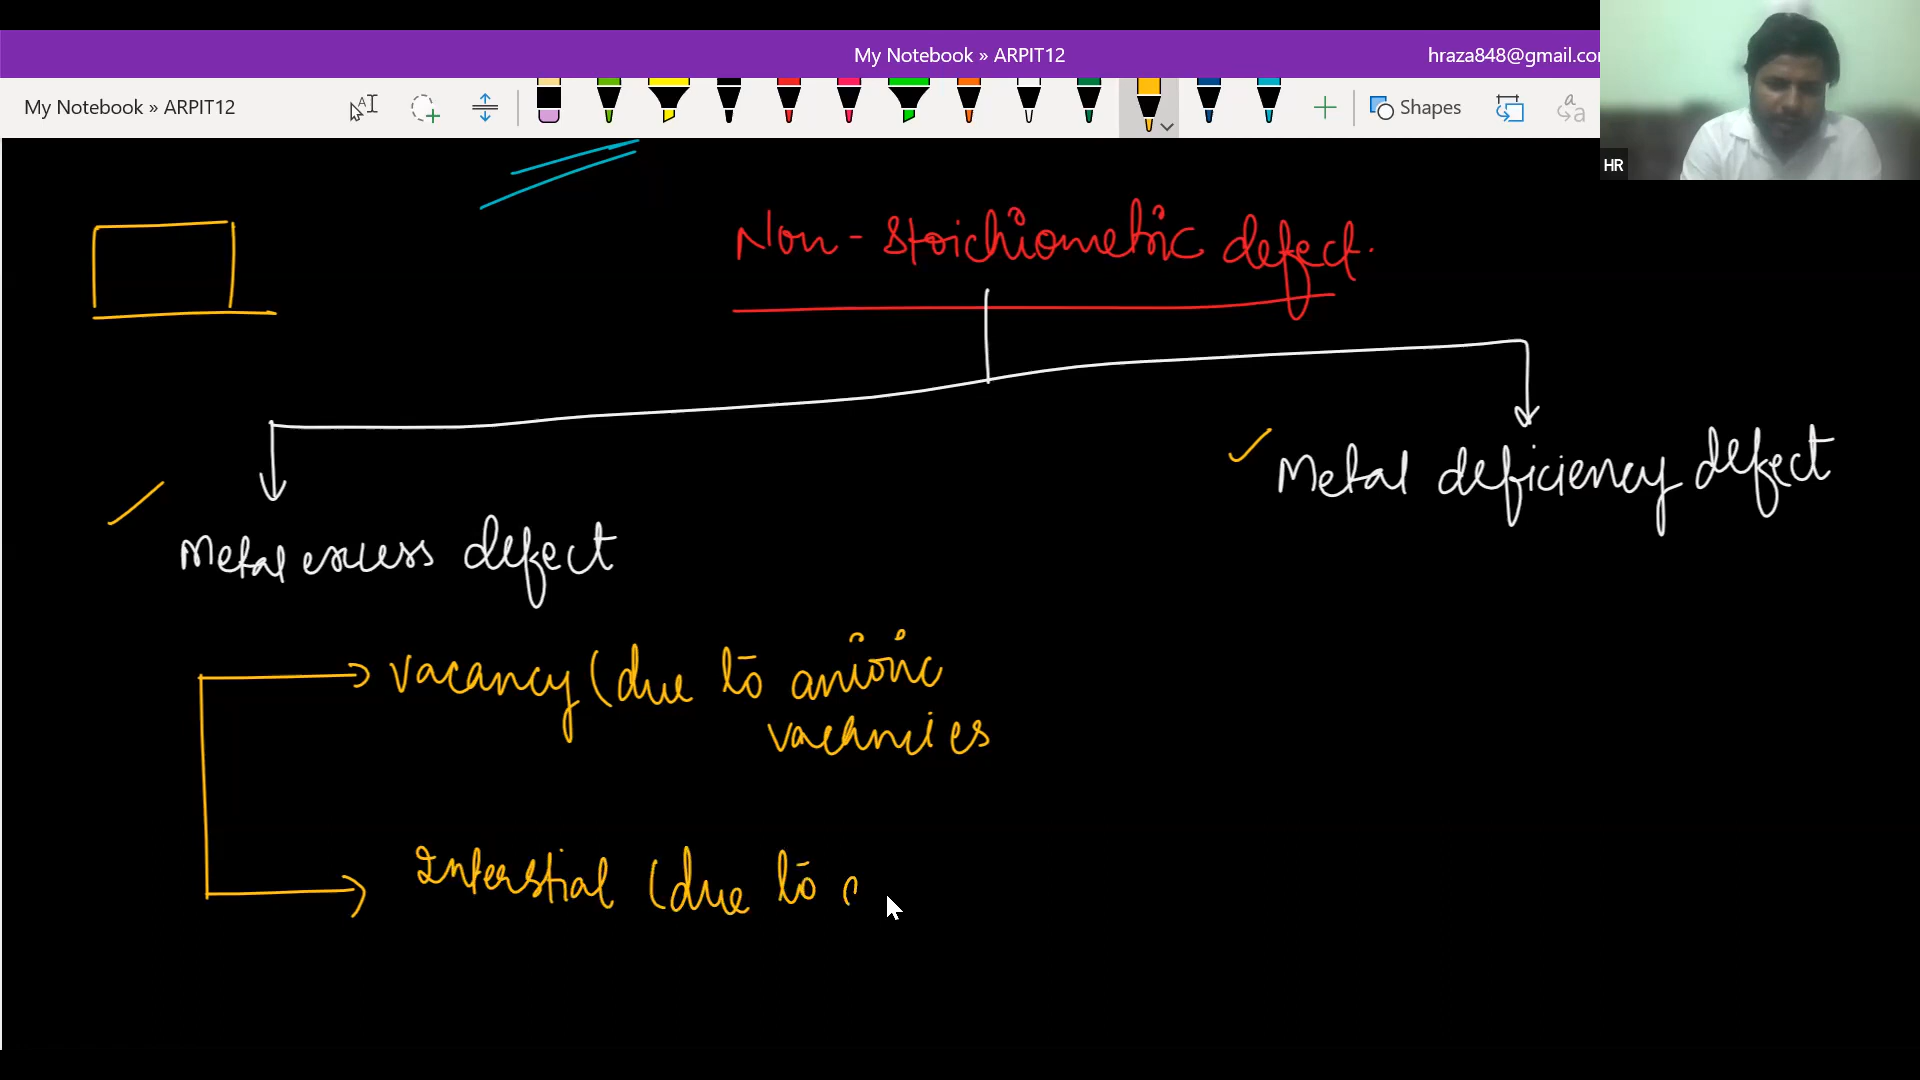 My Notebook » ARPIT12
hraza848@gmail.co
My Notebook » ARPIT12
Shapes
HR
Non-Stoichiometric defect.
Metal deficiency defect
Metal excess defect
vacancy (due to anionic
vacancies
Interstial (due to